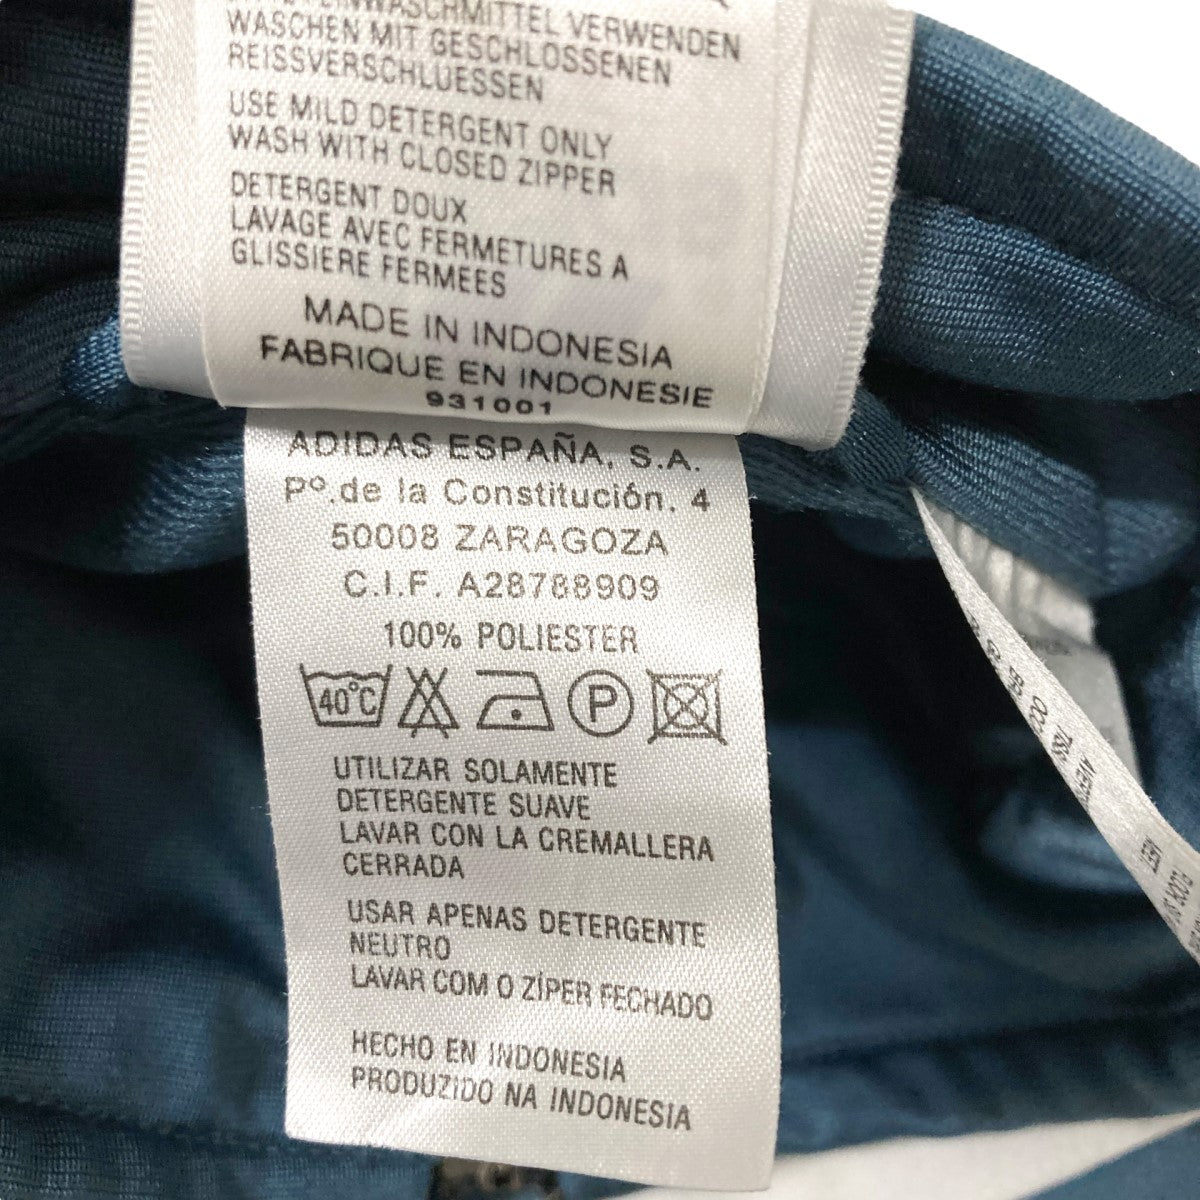 FEINWASCHMITTEL VERWENDEN
WASCHEN MIT GESCHLOSSENEN
REISSVERSCHLUESSEN
USE MILD DETERGENT ONLY
WASH WITH CLOSED ZIPPER
DETERGENT DOUX
LAVAGE AVEC FERMETURES A
GLISSIERE FERMEES
MADE IN INDONESIA
FABRIQUE EN INDONESIE
931001
ADIDAS ESPAÑA, S.A.
Pº.de la Constitución, 4
50008 ZARAGOZA
C.I.F. A28788909
100% POLIESTER
40°C
P
UTILIZAR SOLAMENTE
DETERGENTE SUAVE
LAVAR CON LA CREMALLERA
CERRADA
USAR APENAS DETERGENTE
NEUTRO
LAVAR COM O ZÍPER FECHADO
HECHO EN INDONESIA
PRODUZIDO NA INDONESIA